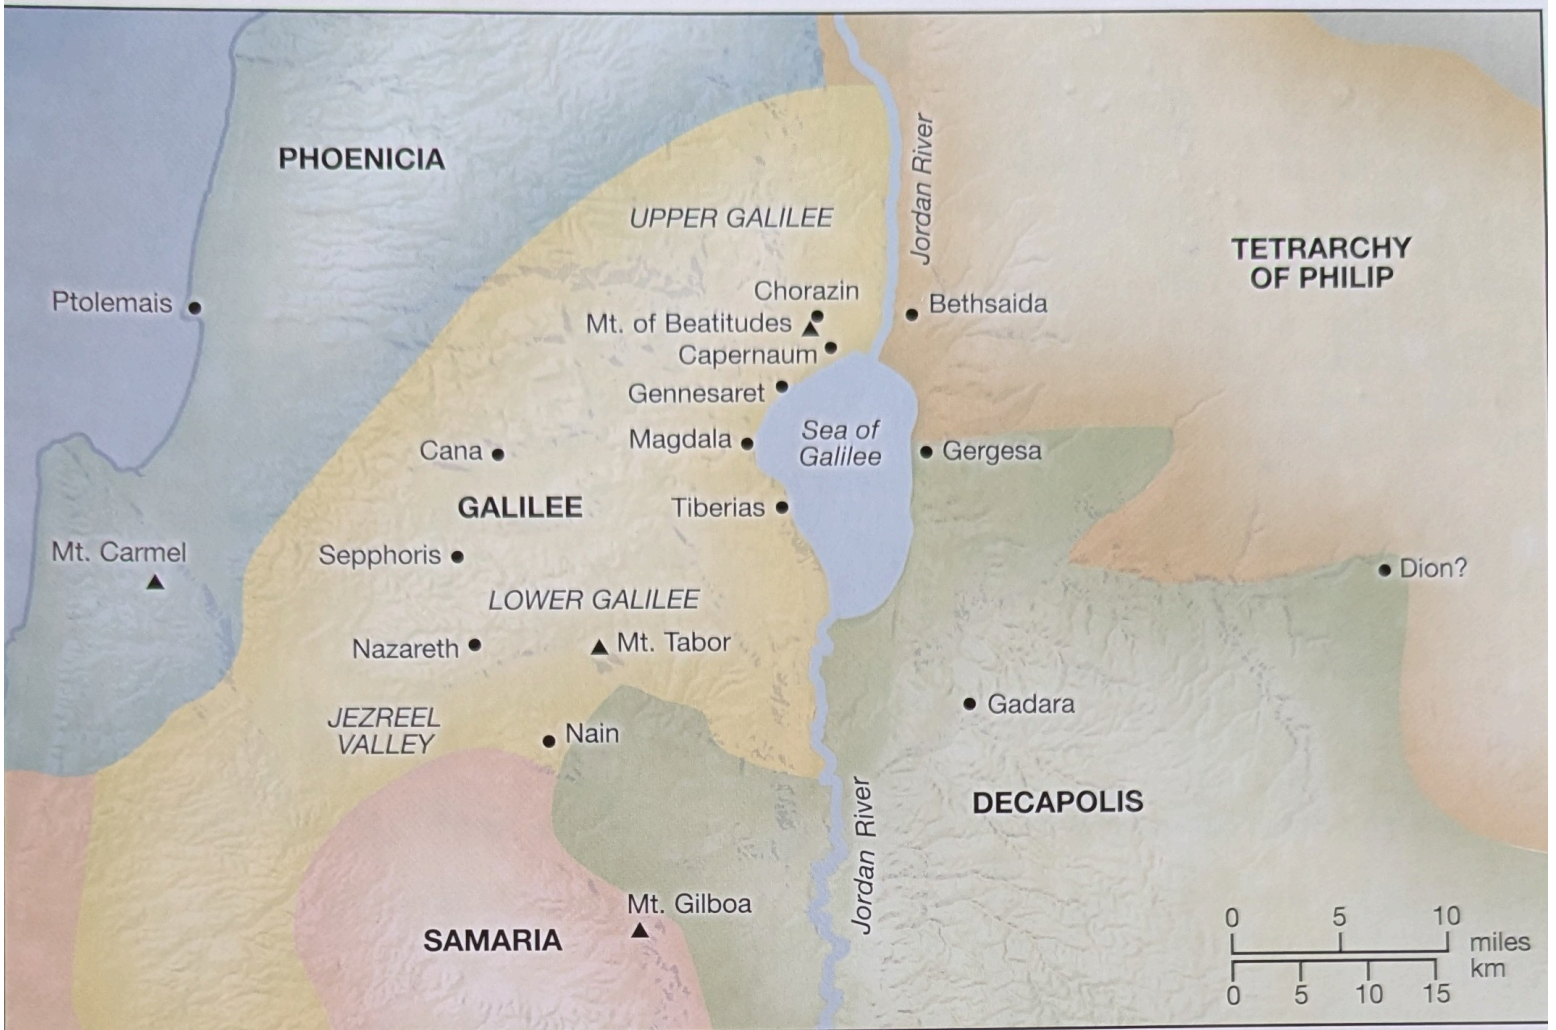 PHOENICIA
UPPER GALILEE
Jordan River
TETRARCHY
OF PHILIP
Ptolemais
Chorazin
Mt. of Beatitudes
Bethsaida
Capernaum
Gennesaret
Sea of
Galilee
Magdala
Cana
Gergesa
GALILEE
Tiberias
Mt. Carmel
Sepphoris
Dion?
LOWER GALILEE
Nazareth
Mt. Tabor
Gadara
JEZREEL
VALLEY
Nain
DECAPOLIS
Jordan River
Mt. Gilboa
SAMARIA
0 5 10
miles
km
0 5 10 15